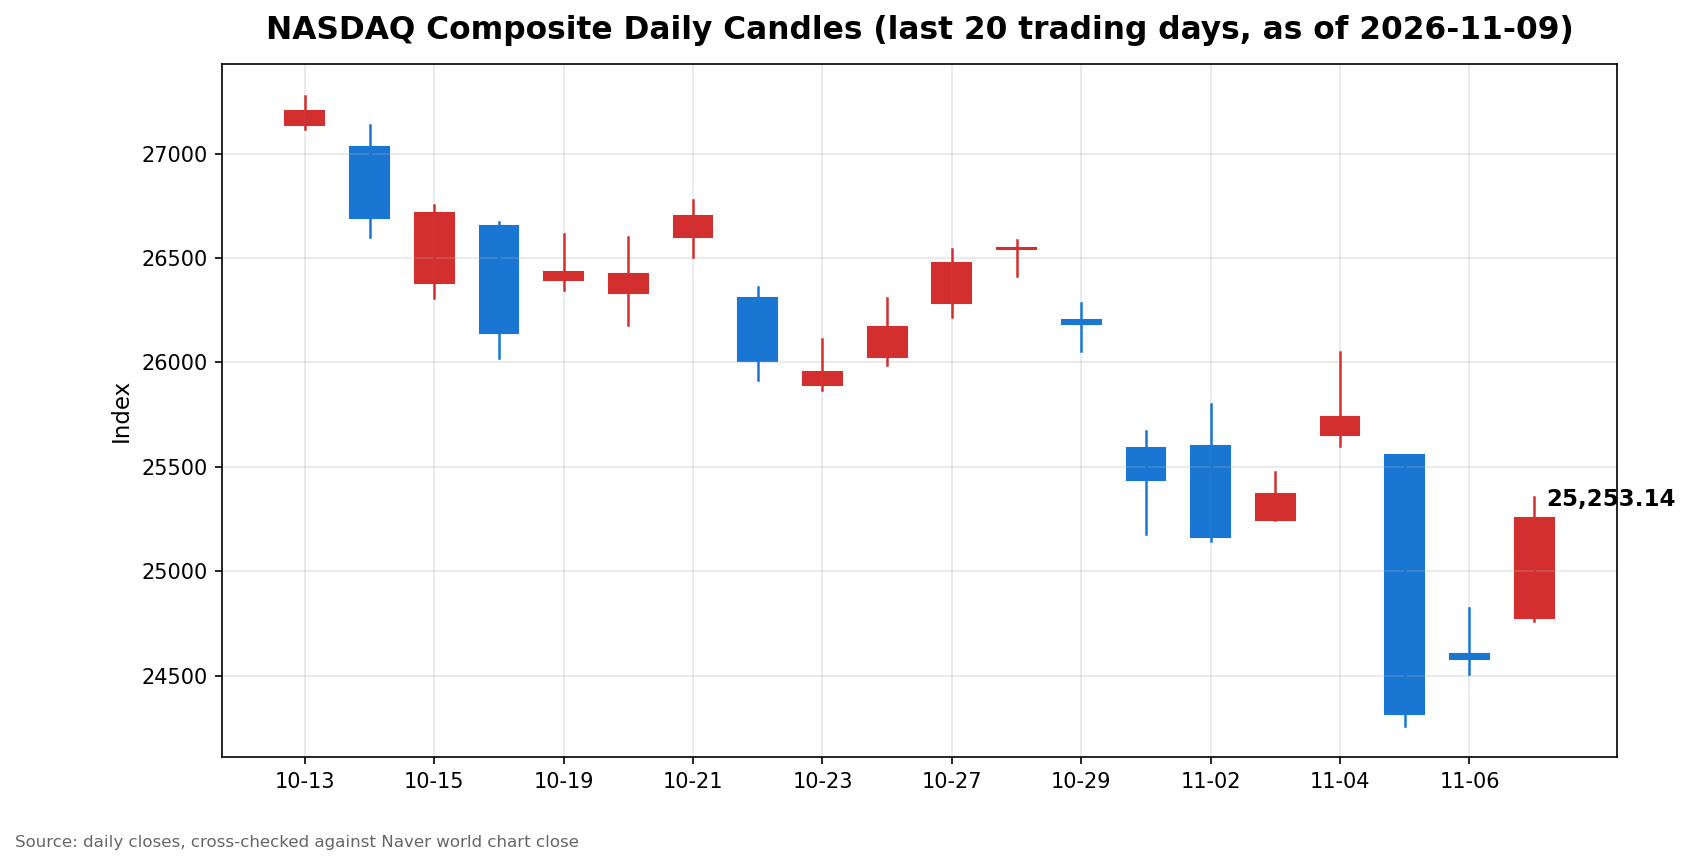 NASDAQ Composite Daily Candles (last 20 trading days, as of 2026-11-09)
Index
27000
26500
26000
25500
25000
24500
25,253.14
10-13 10-15 10-19 10-21 10-23 10-27 10-29 11-02 11-04 11-06
Source: daily closes, cross-checked against Naver world chart close